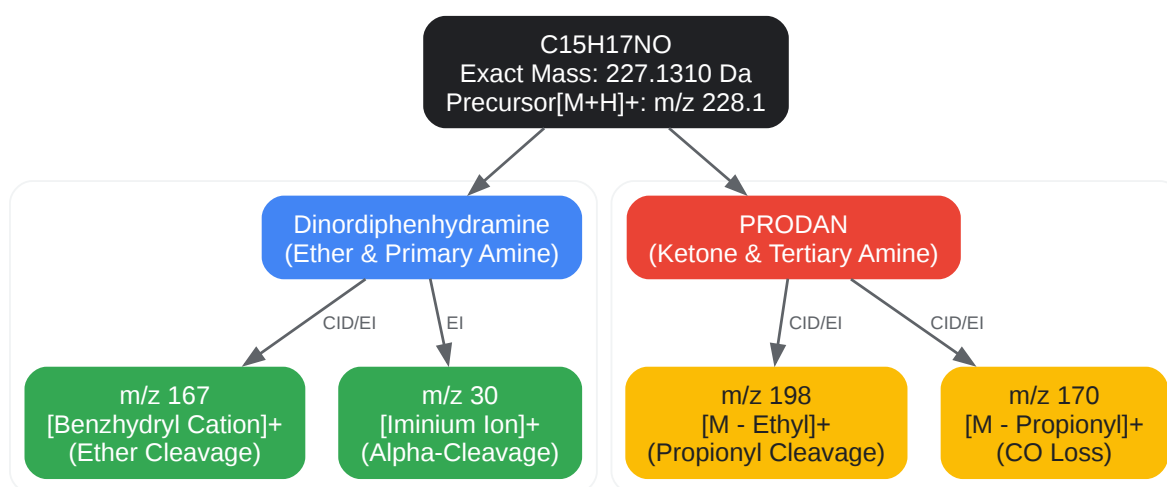 C15H17NO
Exact Mass: 227.1310 Da
Precursor[M+H]+: m/z 228.1
Dinordiphenhydramine
(Ether & Primary Amine)
PRODAN
(Ketone & Tertiary Amine)
CID/EI
EI
CID/EI
CID/EI
m/z 167
[Benzhydryl Cation]+
(Ether Cleavage)
m/z 30
[Iminium Ion]+
(Alpha-Cleavage)
m/z 198
[M - Ethyl]+
(Propionyl Cleavage)
m/z 170
[M - Propionyl]+
(CO Loss)